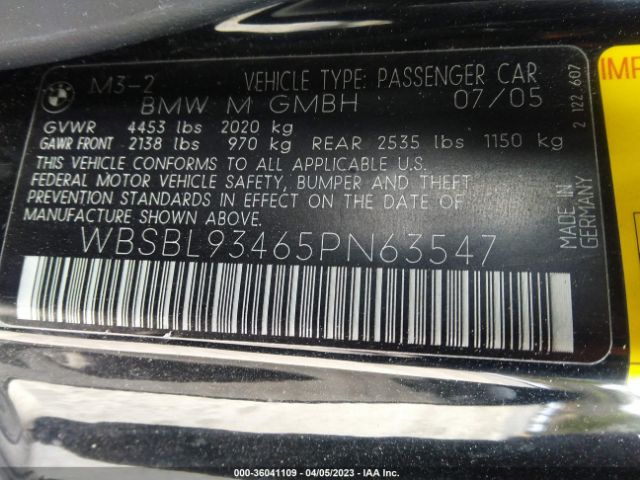 M3-2 VEHICLE TYPE: PASSENGER CAR
BMW M GMBH 07/05
GVWR 4453 lbs 2020 kg
GAWR FRONT 2138 lbs 970 kg REAR 2535 lbs 1150 kg
THIS VEHICLE CONFORMS TO ALL APPLICABLE U.S.
FEDERAL MOTOR VEHICLE SAFETY, BUMPER AND THEFT
PREVENTION STANDARDS IN EFFECT ON THE DATE OF
MANUFACTURE SHOWN ABOVE.
WBSBL93465PN63547
2 122 607
MADE IN
GERMANY
IMP
000-36041109 - 04/05/2023 - IAA Inc.